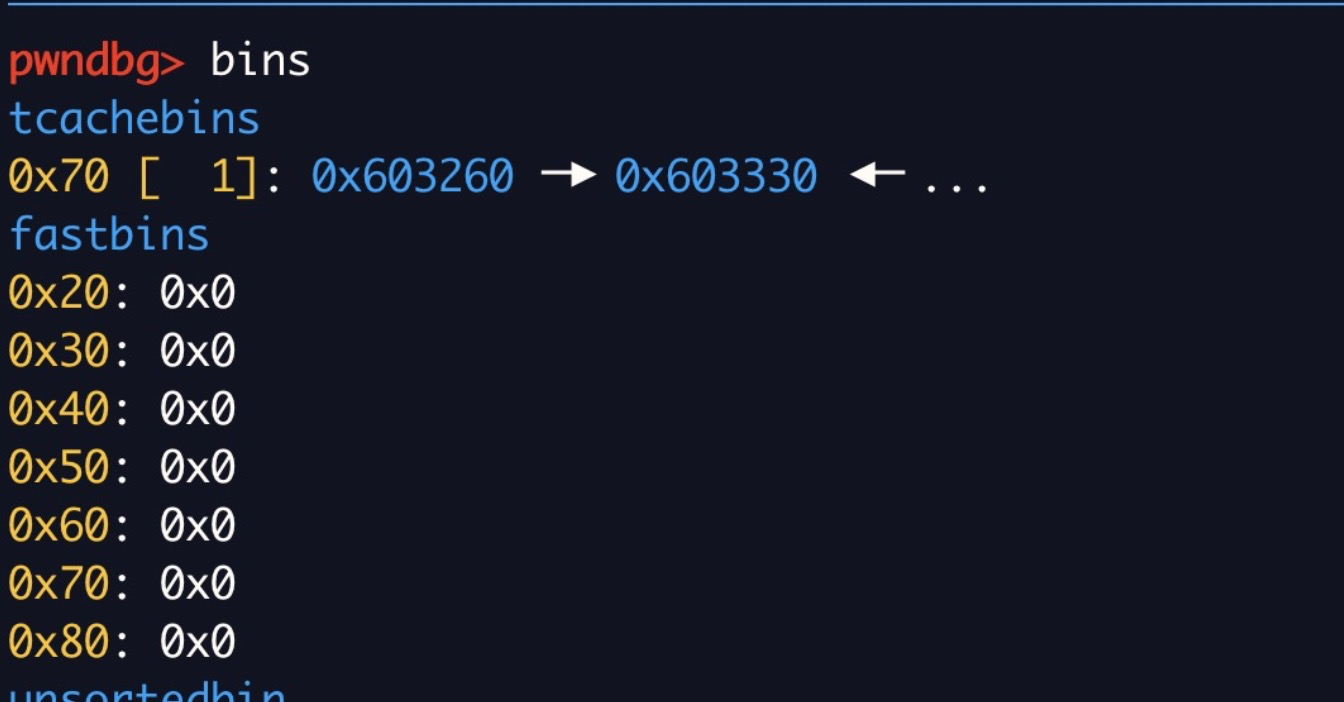 pwndbg> bins
tcachebins
0x70 [  1]: 0x603260 —▸ 0x603330 ◂— ...
fastbins
0x20: 0x0
0x30: 0x0
0x40: 0x0
0x50: 0x0
0x60: 0x0
0x70: 0x0
0x80: 0x0
unsortedbin